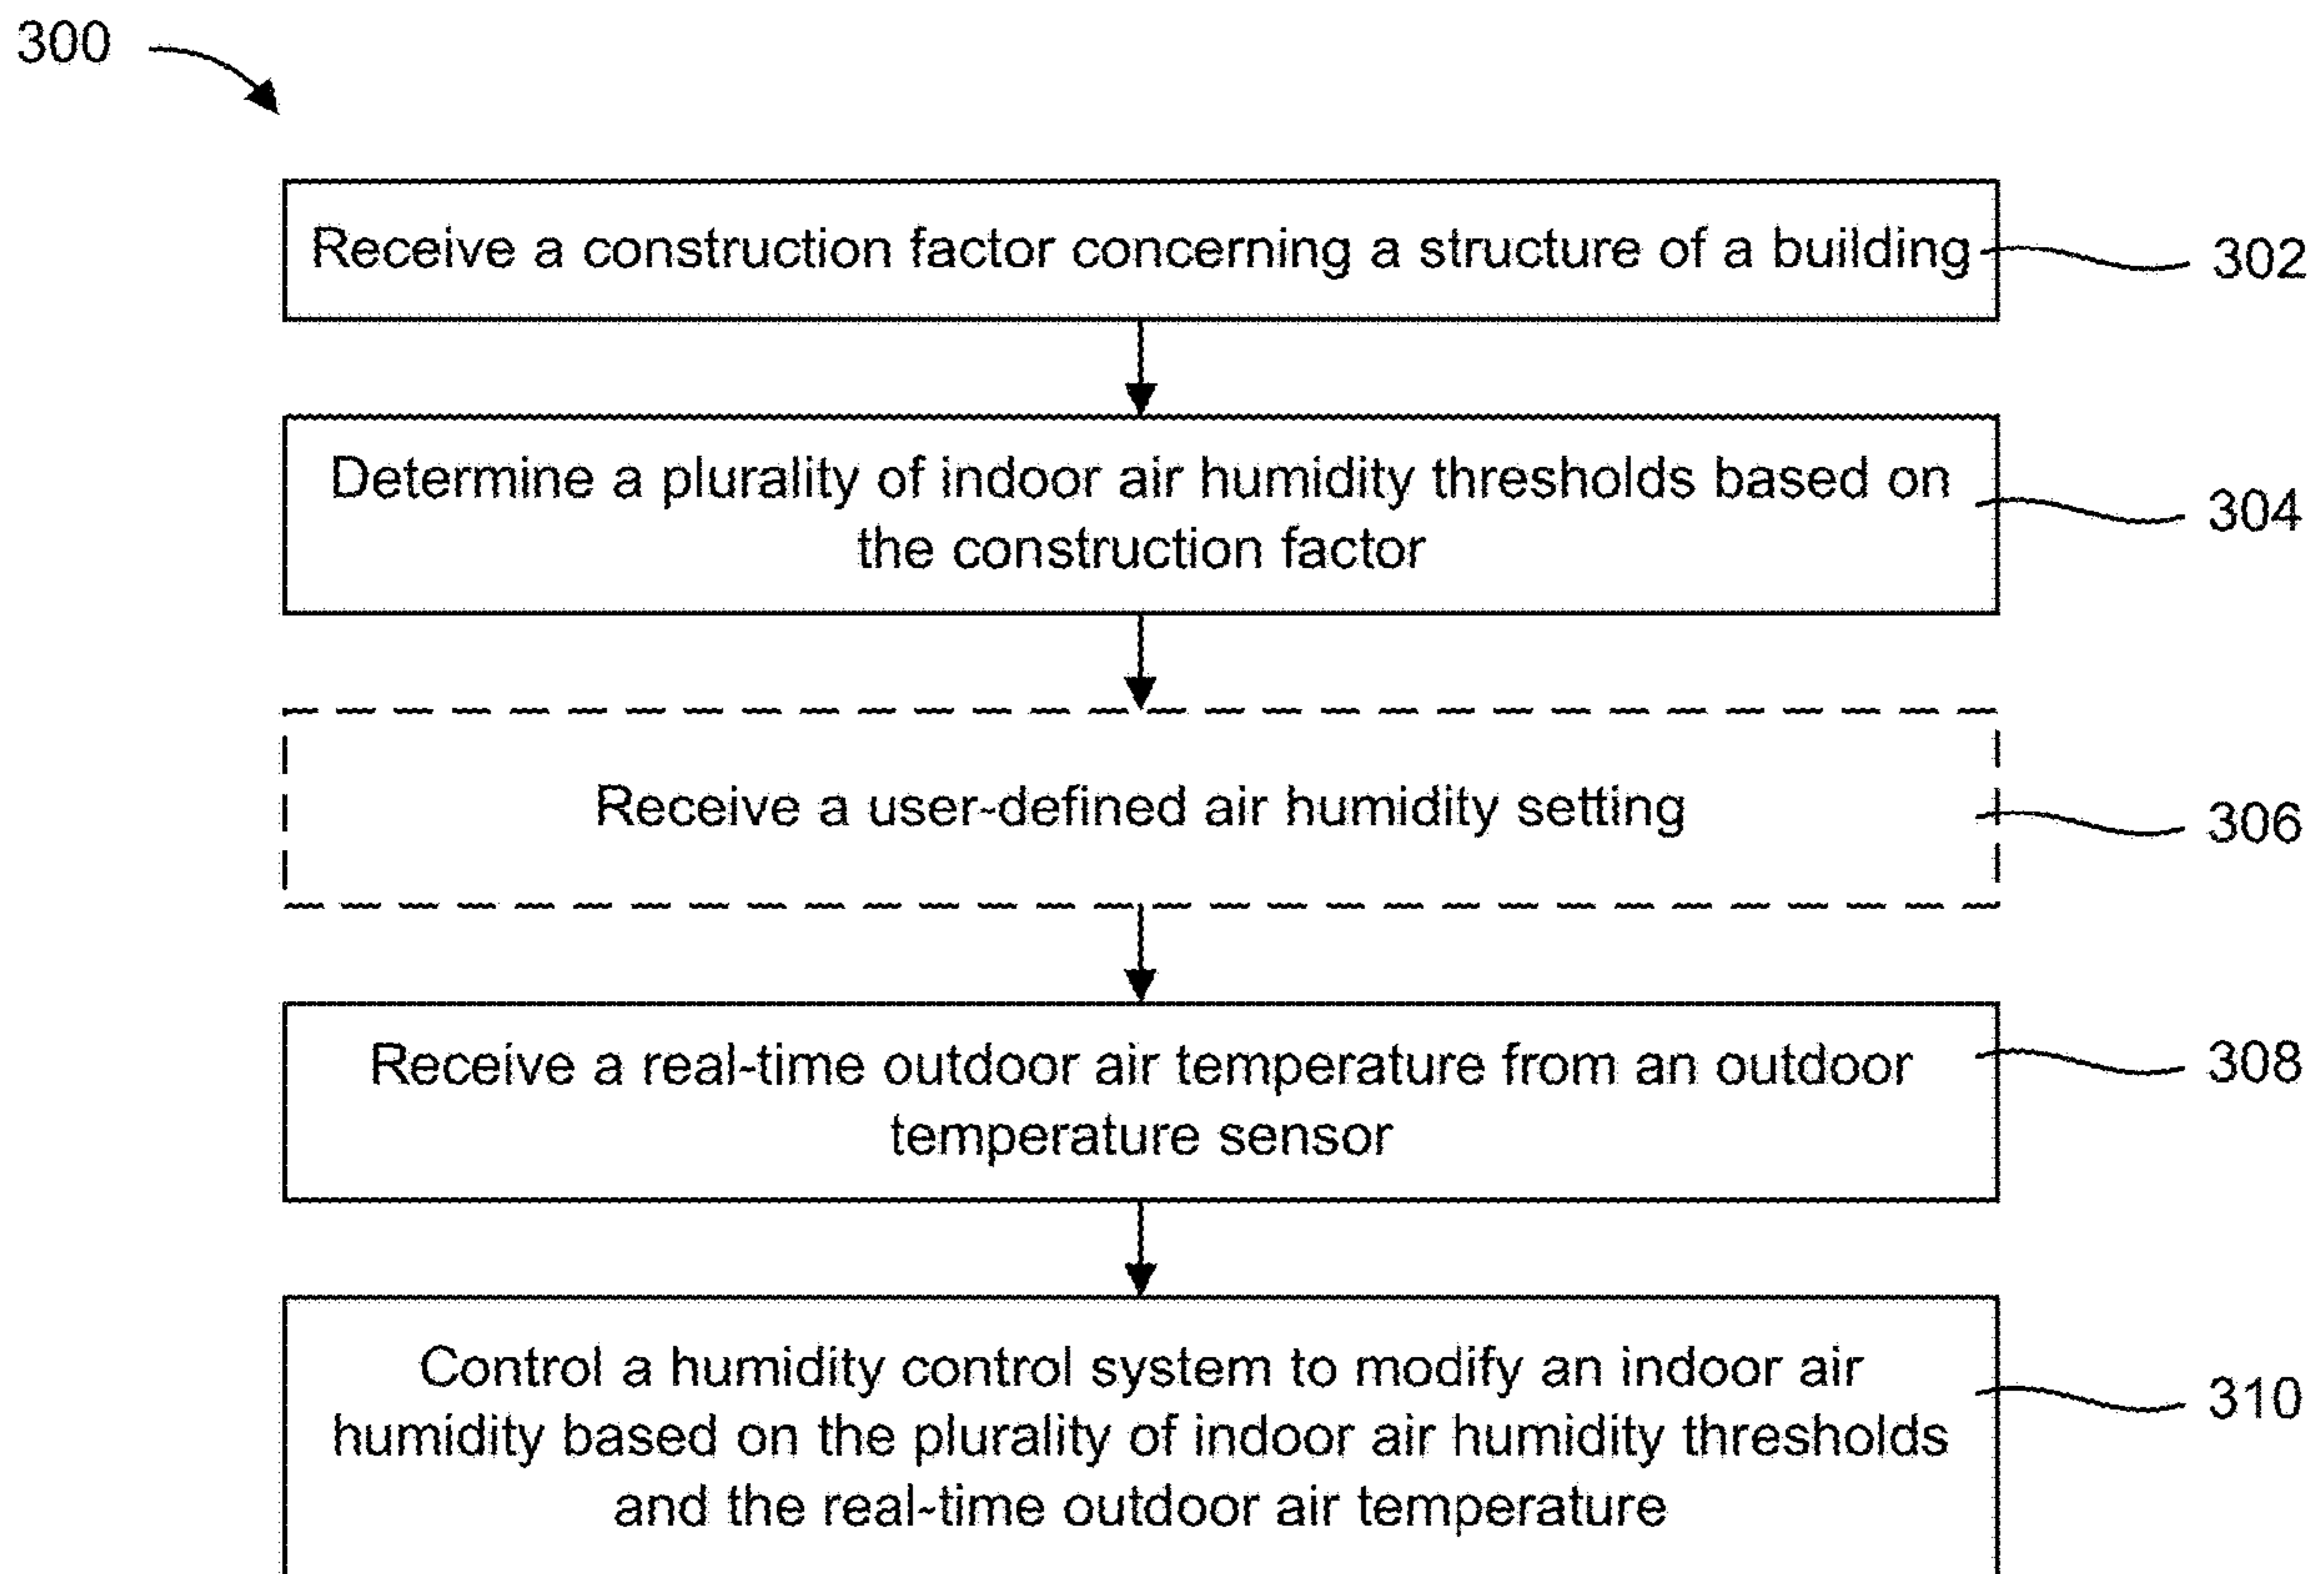 300
Receive a construction factor concerning a structure of a building
302
Determine a plurality of indoor air humidity thresholds based on
the construction factor
304
Receive a user-defined air humidity setting
306
Receive a real-time outdoor air temperature from an outdoor
temperature sensor
308
Control a humidity control system to modify an indoor air
humidity based on the plurality of indoor air humidity thresholds
and the real-time outdoor air temperature
310